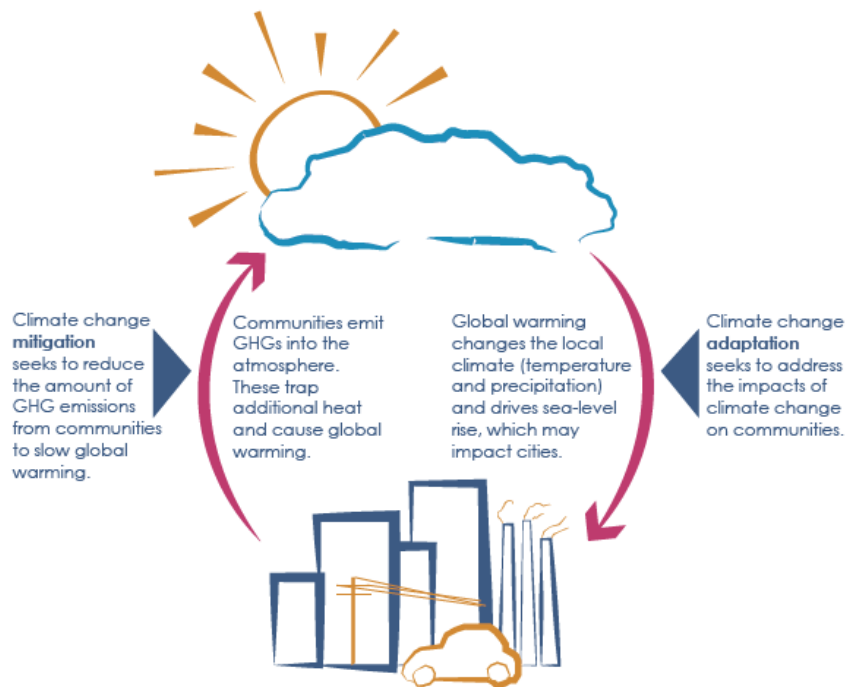 Climate change
mitigation
seeks to reduce
the amount of
GHG emissions
from communities
to slow global
warming.
Communities emit
GHGs into the
atmosphere.
These trap
additional heat
and cause global
warming.
Global warming
changes the local
climate (temperature
and precipitation)
and drives sea-level
rise, which may
impact cities.
Climate change
adaptation
seeks to address
the impacts of
climate change
on communities.